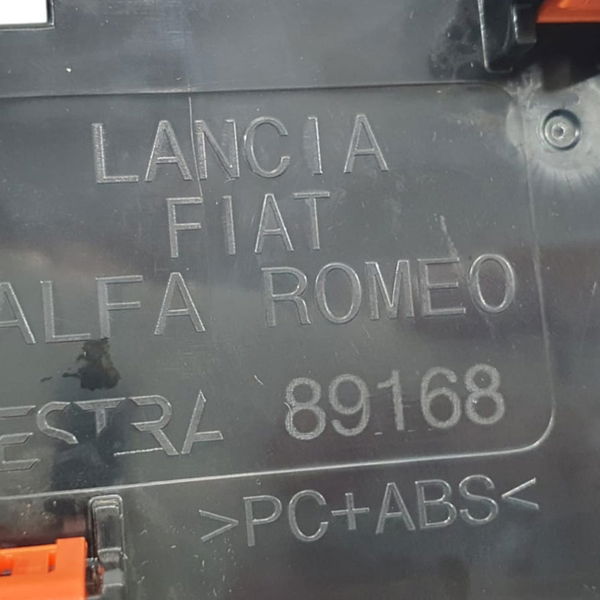 LANCIA
FIAT
ALFA ROMEO
ESTRA 89168
>PC+ABS<